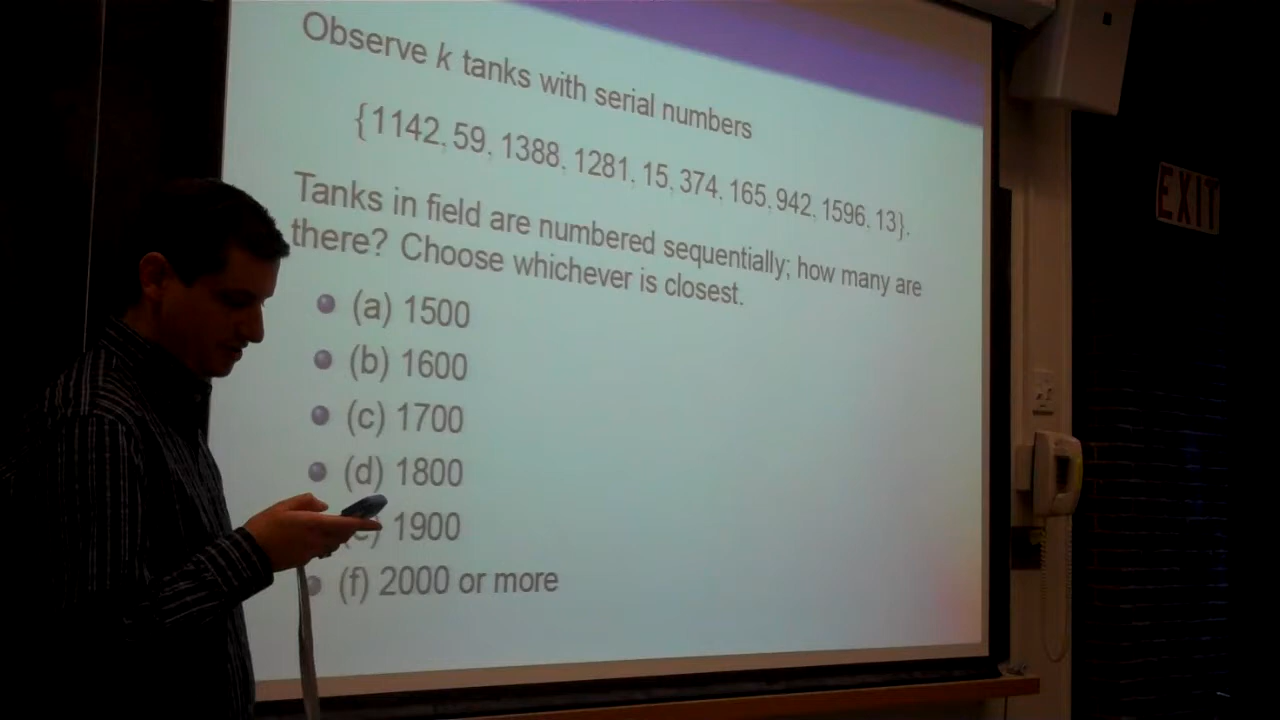 Observe k tanks with serial numbers
{1142, 59, 1388, 1281, 15, 374, 165, 942, 1596, 13}.
Tanks in field are numbered sequentially; how many are
there? Choose whichever is closest.
(a) 1500
(b) 1600
(c) 1700
(d) 1800
(e) 1900
(f) 2000 or more
EXIT